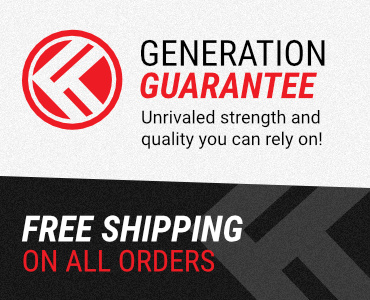 GENERATION
GUARANTEE
Unrivaled strength and
quality you can rely on!
FREE SHIPPING
ON ALL ORDERS